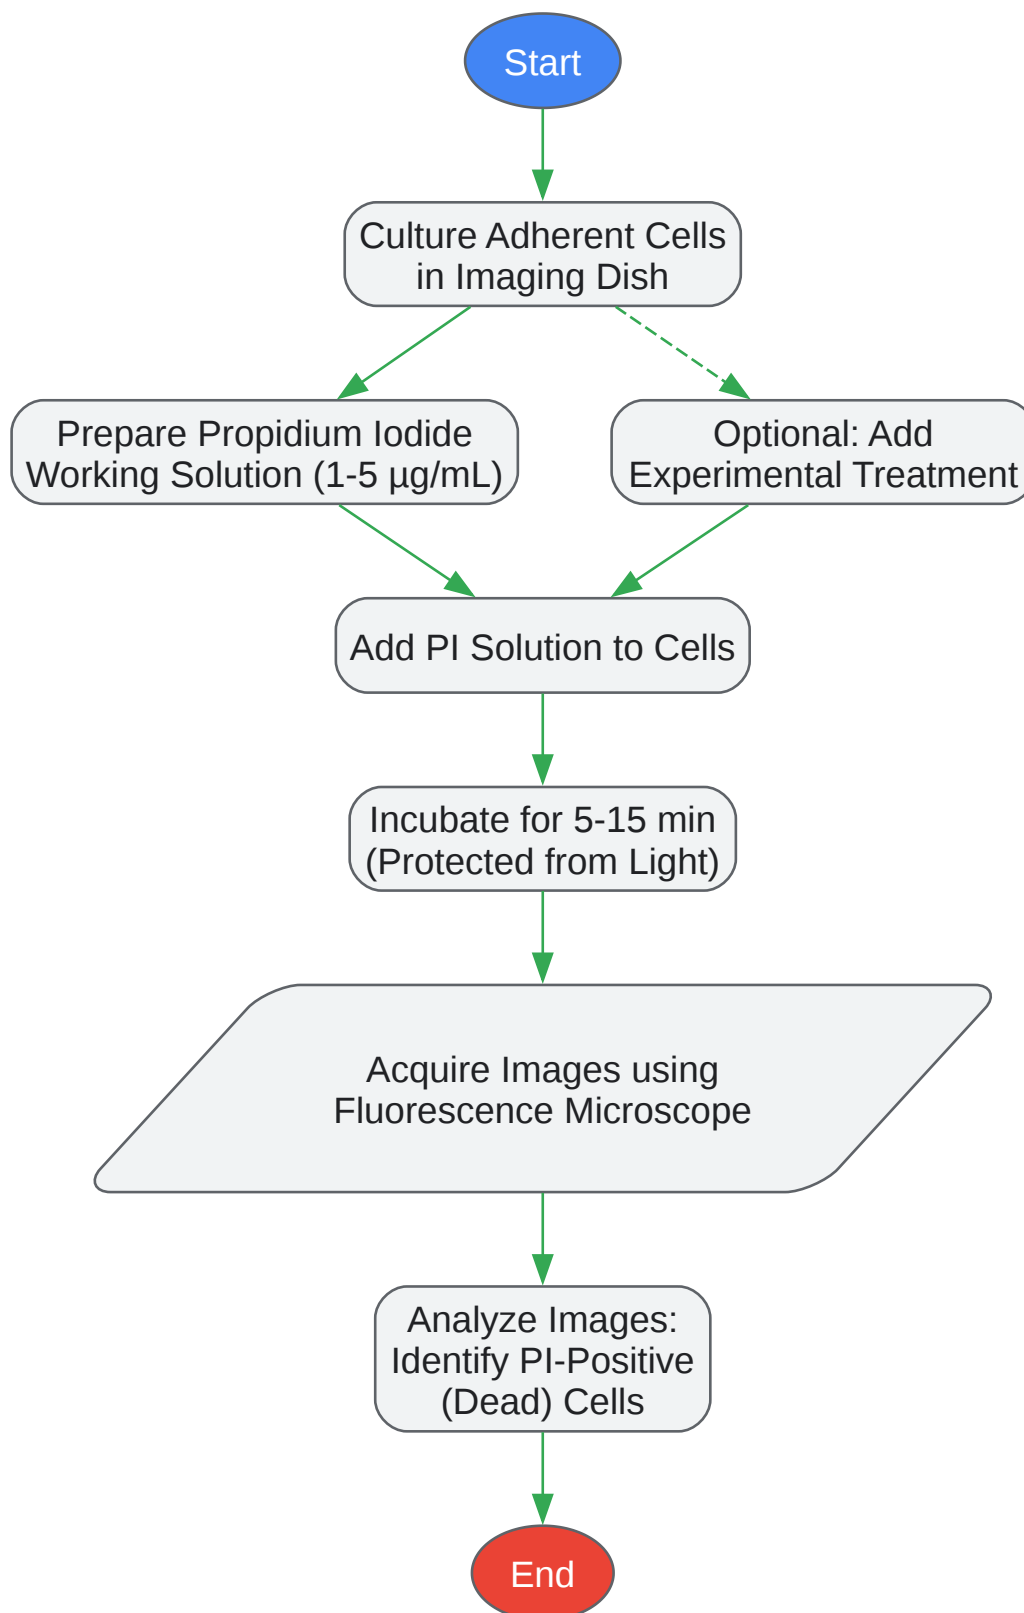 Start
Culture Adherent Cells
in Imaging Dish
Prepare Propidium Iodide
Working Solution (1-5 µg/mL)
Optional: Add
Experimental Treatment
Add PI Solution to Cells
Incubate for 5-15 min
(Protected from Light)
Acquire Images using
Fluorescence Microscope
Analyze Images:
Identify PI-Positive
(Dead) Cells
End